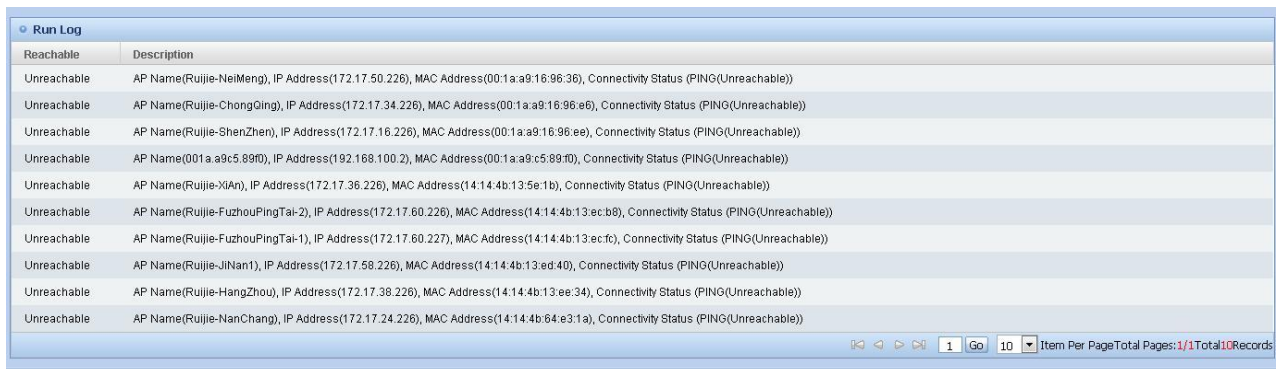 Run Log
Reachable Description
Unreachable AP Name(Ruijie-NeiMeng), IP Address(172.17.50.226), MAC Address(00:1a:a9:16:96:36), Connectivity Status (PING(Unreachable))
Unreachable AP Name(Ruijie-ChongQing), IP Address(172.17.34.226), MAC Address(00:1a:a9:16:96:e6), Connectivity Status (PING(Unreachable))
Unreachable AP Name(Ruijie-ShenZhen), IP Address(172.17.16.226), MAC Address(00:1a:a9:16:96:ee), Connectivity Status (PING(Unreachable))
Unreachable AP Name(001a.a9c5.89f0), IP Address(192.168.100.2), MAC Address(00:1a:a9:c5:89:f0), Connectivity Status (PING(Unreachable))
Unreachable AP Name(Ruijie-XiAn), IP Address(172.17.36.226), MAC Address(14:14:4b:13:5e:1b), Connectivity Status (PING(Unreachable))
Unreachable AP Name(Ruijie-FuzhouPingTai-2), IP Address(172.17.60.226), MAC Address(14:14:4b:13:ec:b8), Connectivity Status (PING(Unreachable))
Unreachable AP Name(Ruijie-FuzhouPingTai-1), IP Address(172.17.60.227), MAC Address(14:14:4b:13:ec:fc), Connectivity Status (PING(Unreachable))
Unreachable AP Name(Ruijie-JiNan1), IP Address(172.17.58.226), MAC Address(14:14:4b:13:ed:40), Connectivity Status (PING(Unreachable))
Unreachable AP Name(Ruijie-HangZhou), IP Address(172.17.38.226), MAC Address(14:14:4b:13:ee:34), Connectivity Status (PING(Unreachable))
Unreachable AP Name(Ruijie-NanChang), IP Address(172.17.24.226), MAC Address(14:14:4b:64:e3:1a), Connectivity Status (PING(Unreachable))
1 Go 10 Item Per PageTotal Pages:1/1Total10Records